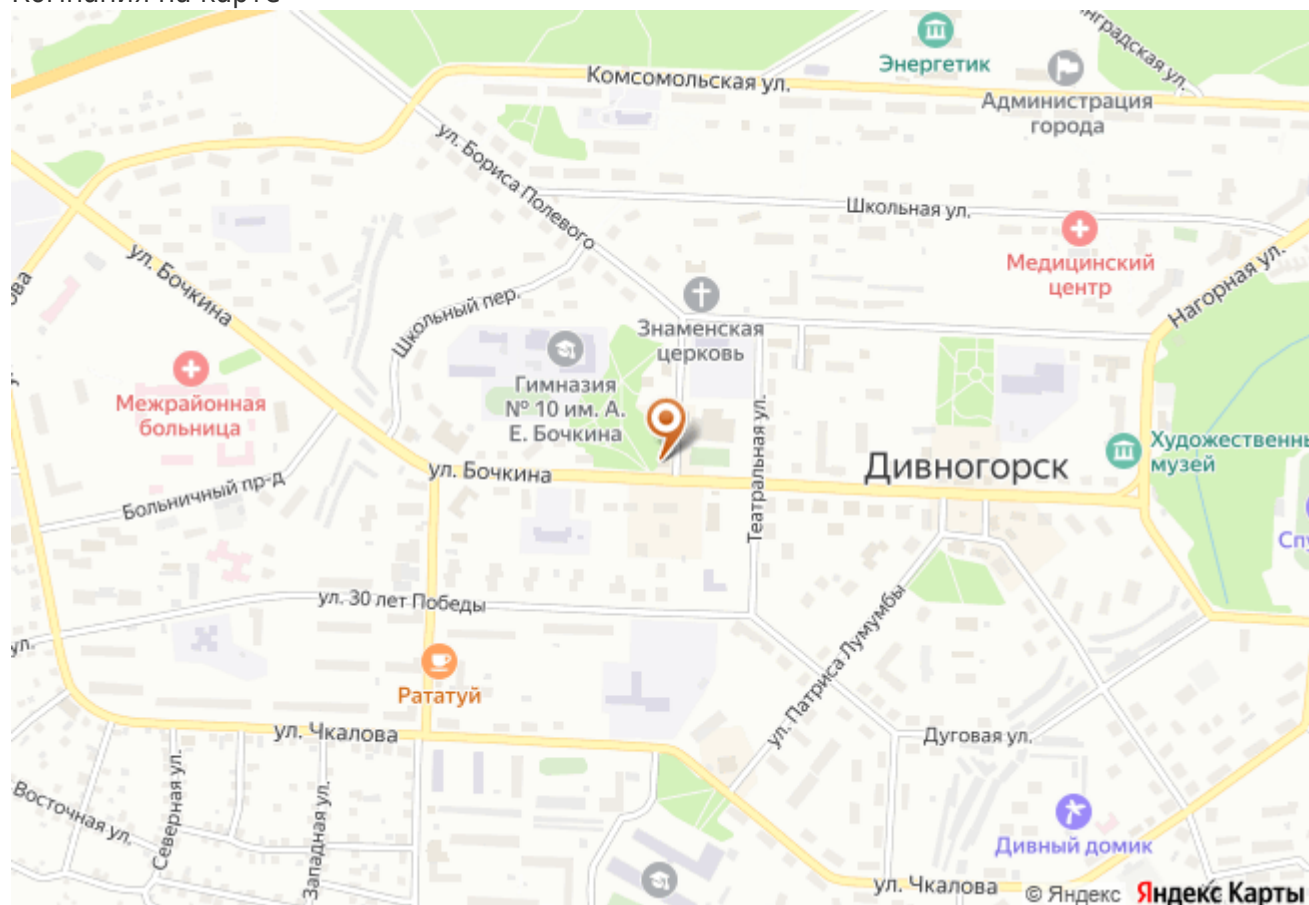 Комсомольская ул.
Энергетик
Администрация
города
ул. Бориса Полевого
Школьная ул.
Медицинский
центр
Нагорная ул.
ул. Бочкина
Школьный пер.
Знаменская
церковь
Гимназия
№ 10 им. А.
Е. Бочкина
Межрайонная
больница
Театральная ул.
Дивногорск
Художественны
музей
ул. Бочкина
Больничный пр-д
Спу
ул. 30 лет Победы
ул. Патриса Лумумбы
ул.
Рататуй
ул. Чкалова
Дуговая ул.
Восточная ул.
Северная ул.
Западная ул.
Дивный домик
ул. Чкалова
© Яндекс Яндекс Карты